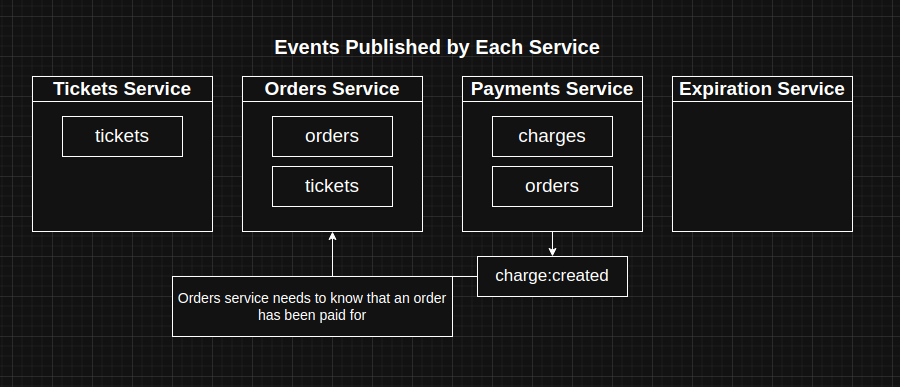 Events Published by Each Service
Tickets Service
tickets
Orders Service
orders
tickets
Payments Service
charges
orders
Expiration Service
charge:created
Orders service needs to know that an order
has been paid for